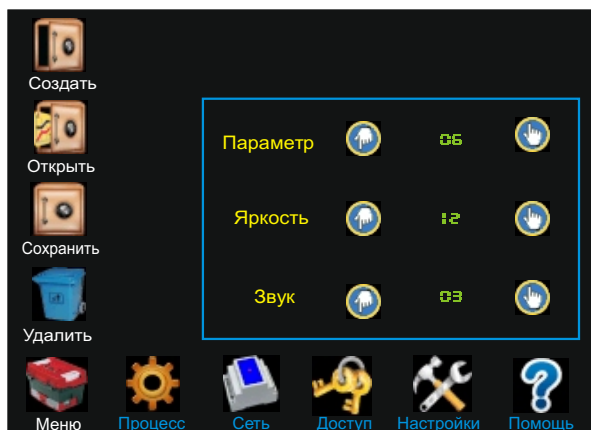 Создать
Открыть
Сохранить
Удалить
Параметр 06
Яркость 12
Звук 03
Меню Процесс Сеть Доступ Настройки Помощь